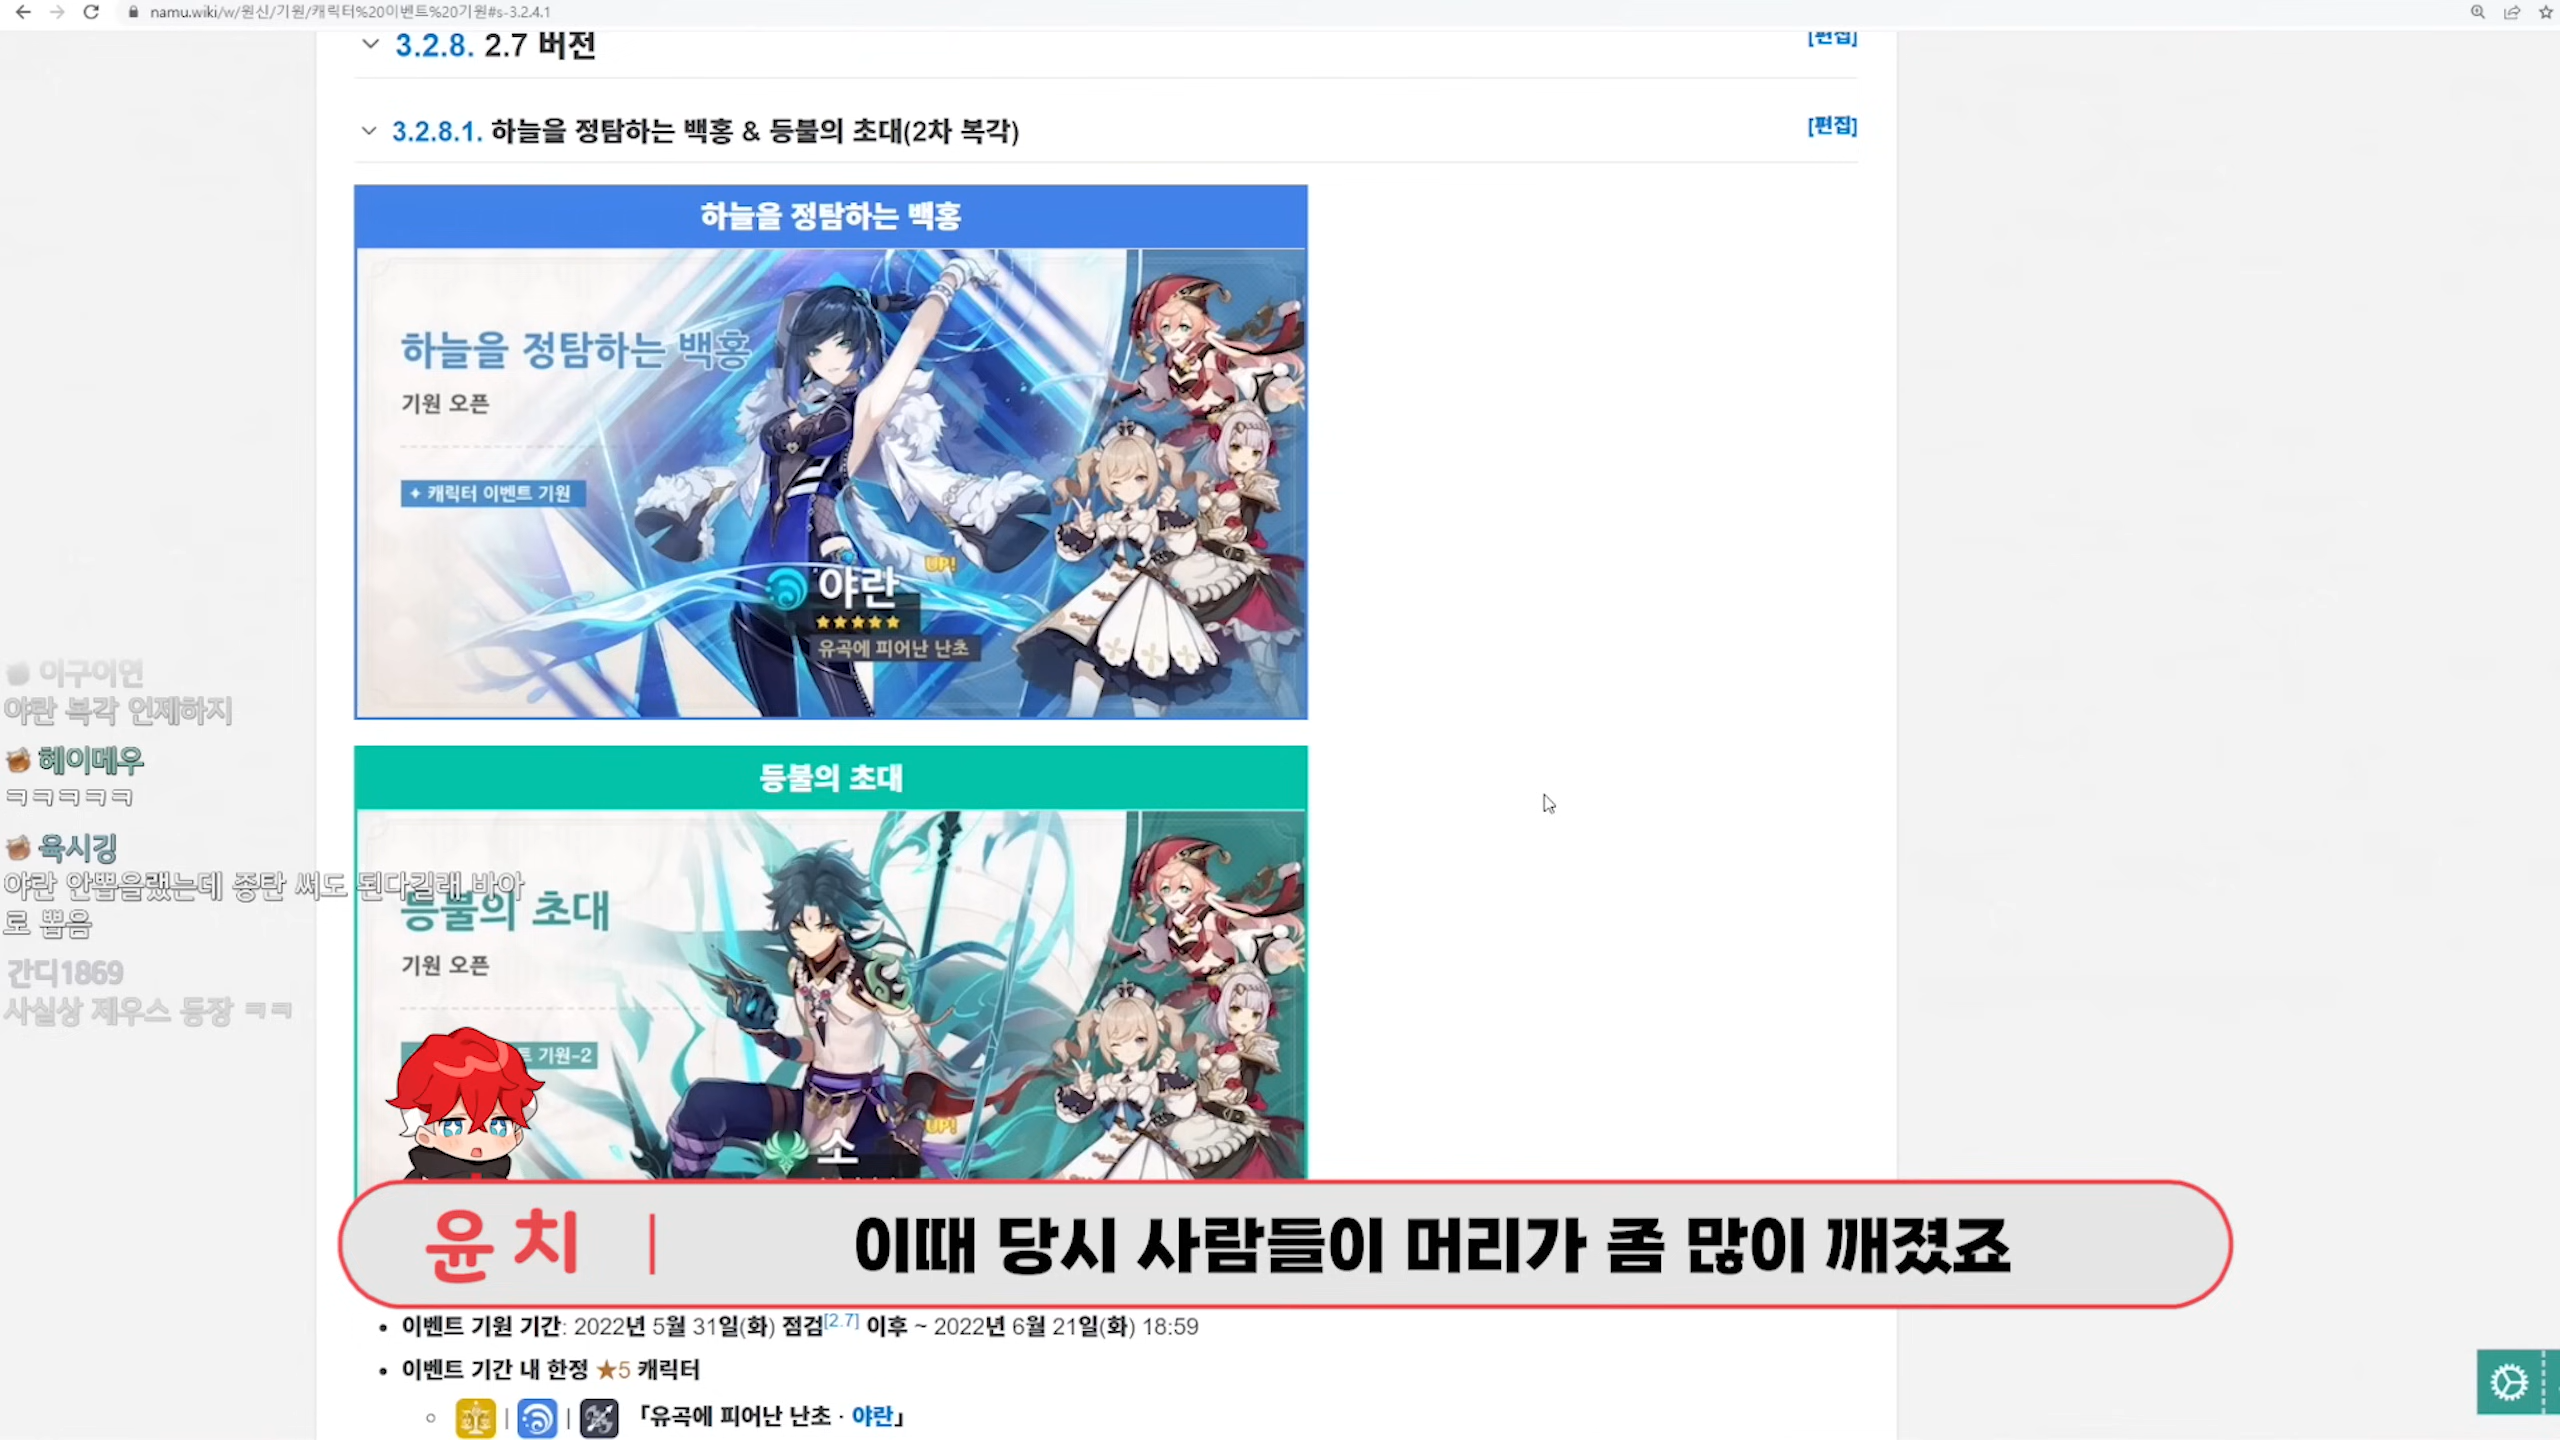 namu.wiki/w/원신/기원/캐릭터%20이벤트%20기원#s-3.2.4.1
3.2.8. 2.7 버전
[편집]
3.2.8.1. 하늘을 정탐하는 백홍 & 등불의 초대(2차 복각)
[편집]
하늘을 정탐하는 백홍
하늘을 정탐하는 백홍
기원 오픈
캐릭터 이벤트 기원
UP!
야란
유곡에 피어난 난초
이구이연
야란 복각 언제하지
헤이메우
ㅋㅋㅋㅋㅋ
육시깅
야란 안뽑을랬는데 종탄 써도 된다길래 바아
로 뽑음
간디1869
사실상 제우스 등장 ㅋㅋ
등불의 초대
등불의 초대
기원 오픈
트 기원-2
UP!
소
윤치 | 이때 당시 사람들이 머리가 좀 많이 깨졌죠
• 이벤트 기원 기간: 2022년 5월 31일(화) 점검[2.7] 이후 ~ 2022년 6월 21일(화) 18:59
• 이벤트 기간 내 한정 ★5 캐릭터
| | 「유곡에 피어난 난초 · 야란」